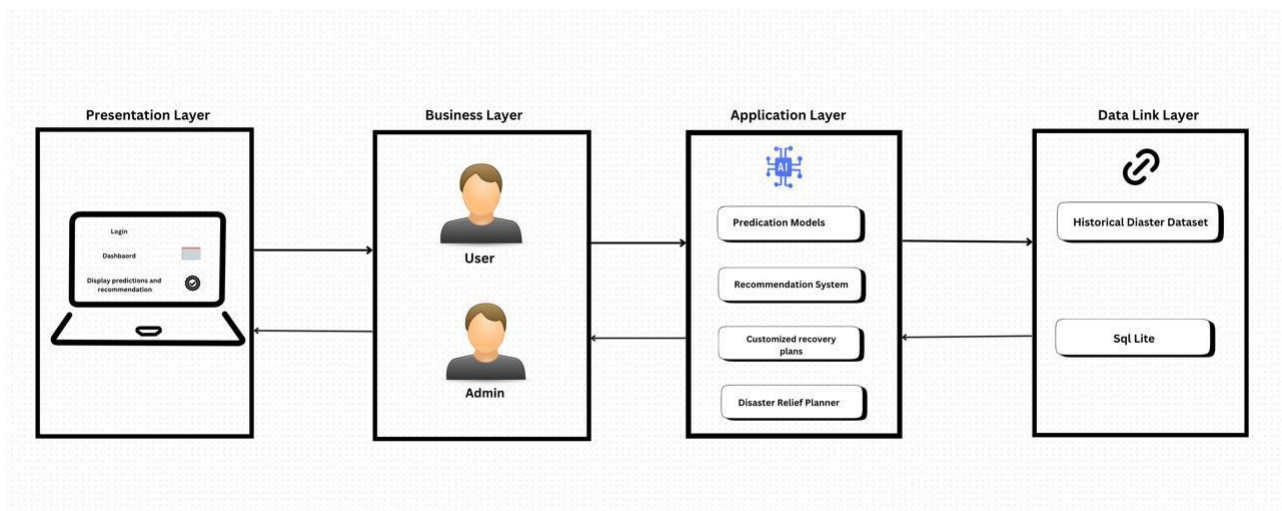 Presentation Layer
Login
Dashbaord
Display predictions and
recommendation
Business Layer
User
Admin
Application Layer
AI
Predication Models
Recommendation System
Customized recovery
plans
Disaster Relief Planner
Data Link Layer
Historical Diaster Dataset
Sql Lite